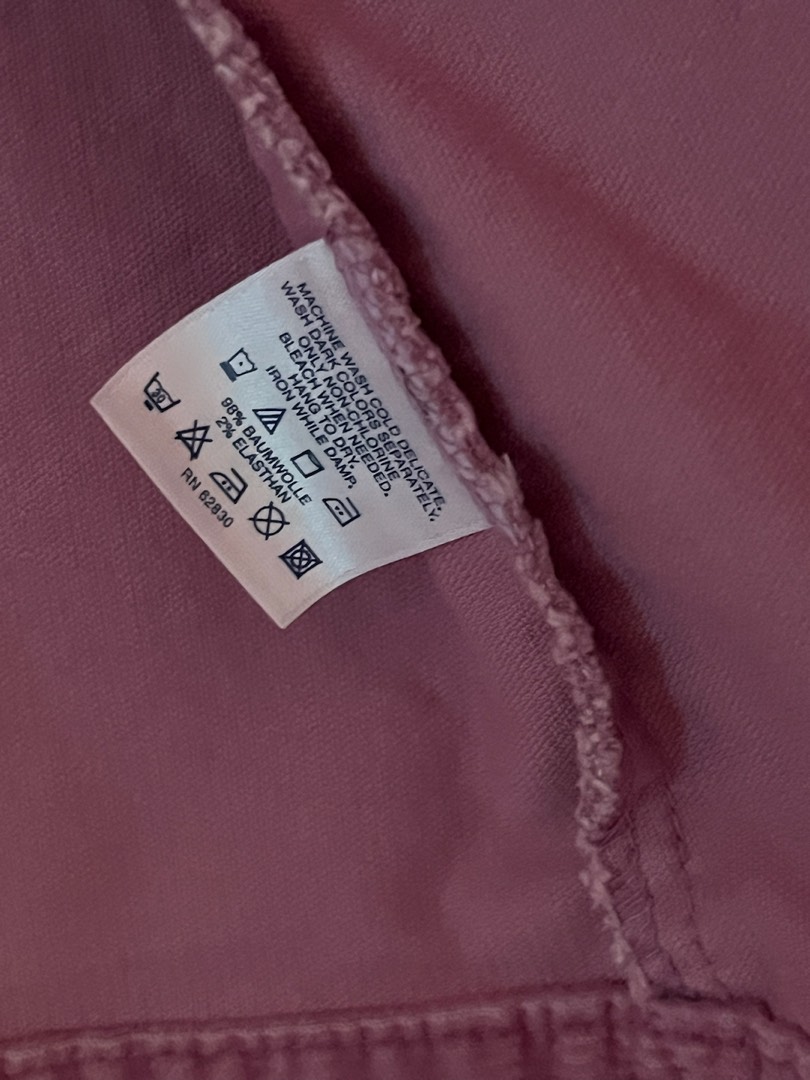 MACHINE WASH COLD DELICATE.
WASH DARK COLORS SEPARATELY.
ONLY NON-CHLORINE
BLEACH WHEN NEEDED.
HANG TO DRY.
IRON WHILE DAMP.
98% BAUMWOLLE
2% ELASTHAN
30
RN 62830